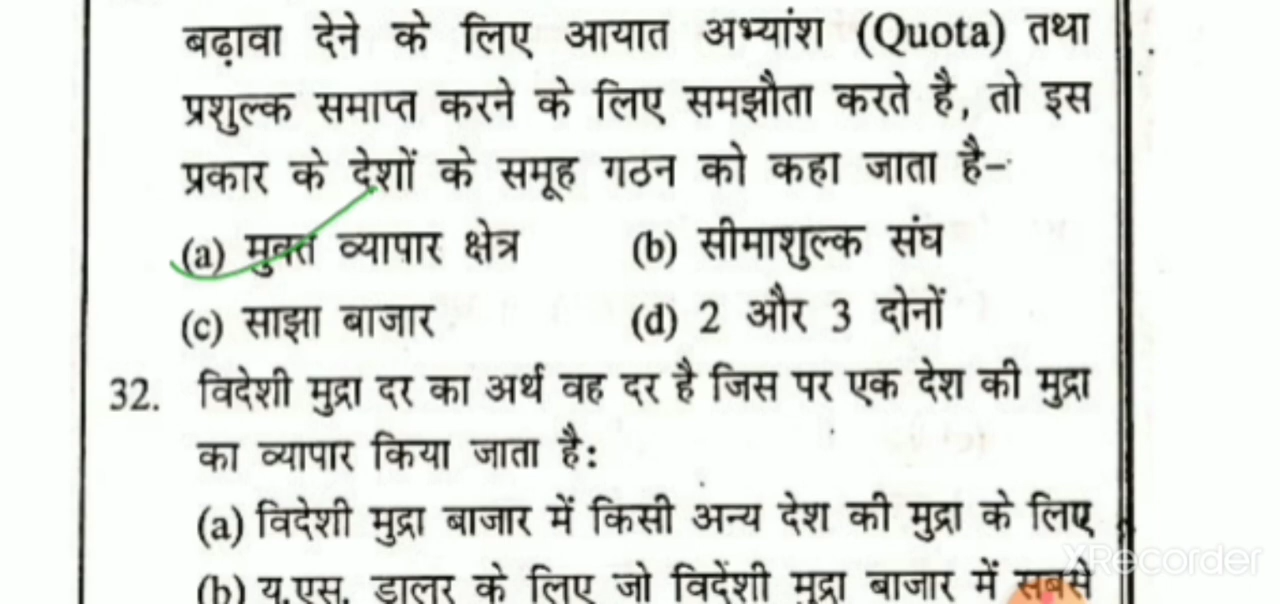 बढ़ावा देने के लिए आयात अभ्यांश (Quota) तथा
प्रशुल्क समाप्त करने के लिए समझौता करते है, तो इस
प्रकार के देशों के समूह गठन को कहा जाता है–
(a) मुक्त व्यापार क्षेत्र (b) सीमाशुल्क संघ
(c) साझा बाजार (d) 2 और 3 दोनों
32. विदेशी मुद्रा दर का अर्थ वह दर है जिस पर एक देश की मुद्रा
का व्यापार किया जाता है:
(a) विदेशी मुद्रा बाजार में किसी अन्य देश की मुद्रा के लिए
XRecorder
(b) यू.एस. डालर के लिए जो विदेंशी मुद्रा बाजार में सबसे